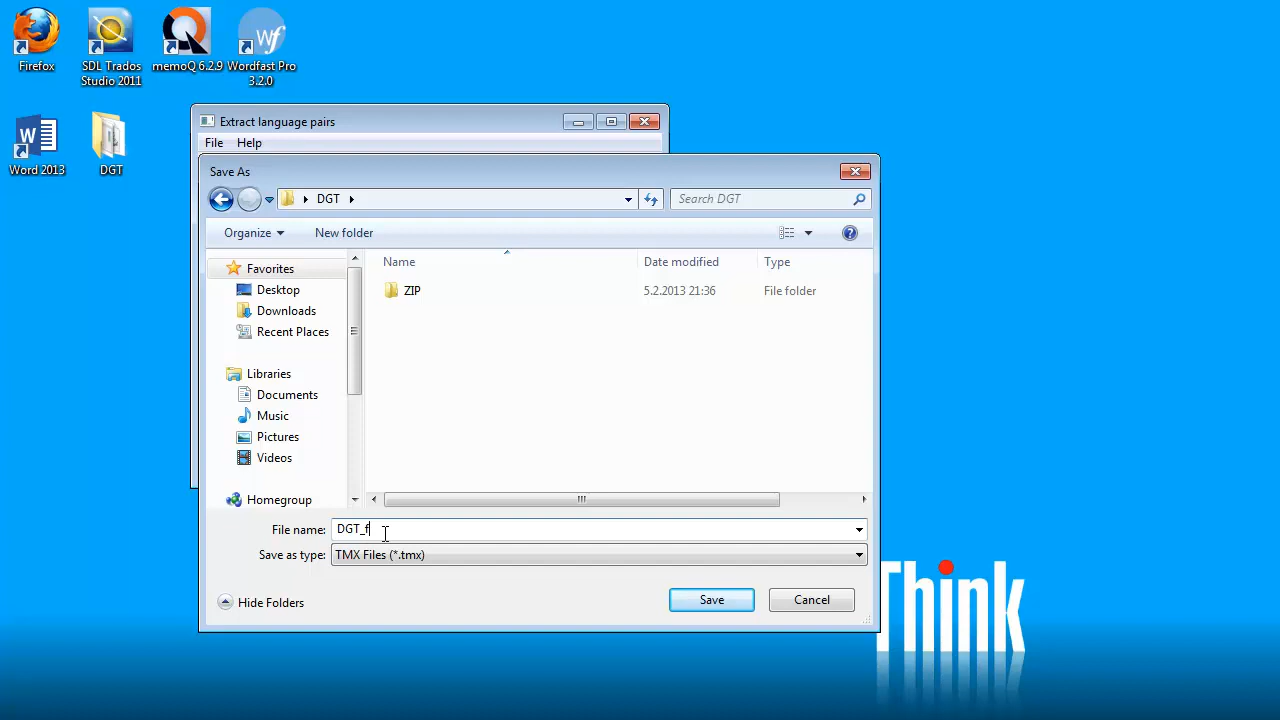 Firefox
SDL Trados
Studio 2011
memoQ 6.2.9
Wordfast Pro
3.2.0
Word 2013
DGT
Extract language pairs
File Help
Save As
DGT
Search DGT
Organize New folder
Favorites
Desktop
Downloads
Recent Places
Libraries
Documents
Music
Pictures
Videos
Homegroup
Name Date modified Type
ZIP 5.2.2013 21:36 File folder
File name: DGT_f
Save as type: TMX Files (*.tmx)
Hide Folders Save Cancel
Think